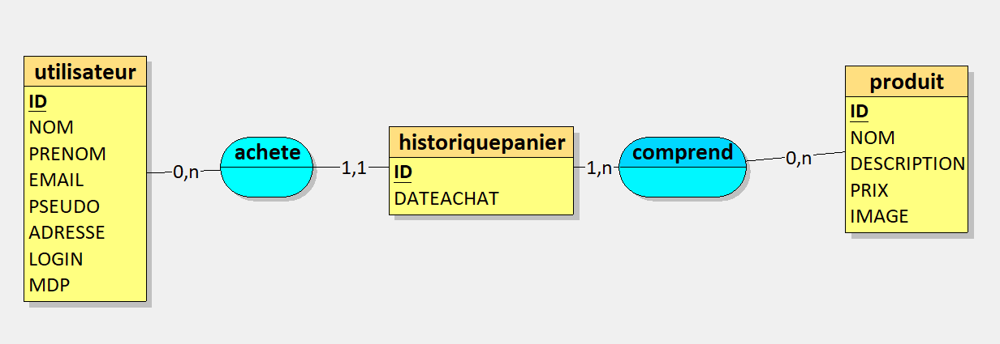 utilisateur
ID
NOM
PRENOM
EMAIL
PSEUDO
ADRESSE
LOGIN
MDP
0,n
achete
1,1
historiquepanier
ID
DATEACHAT
1,n
comprend
0,n
produit
ID
NOM
DESCRIPTION
PRIX
IMAGE